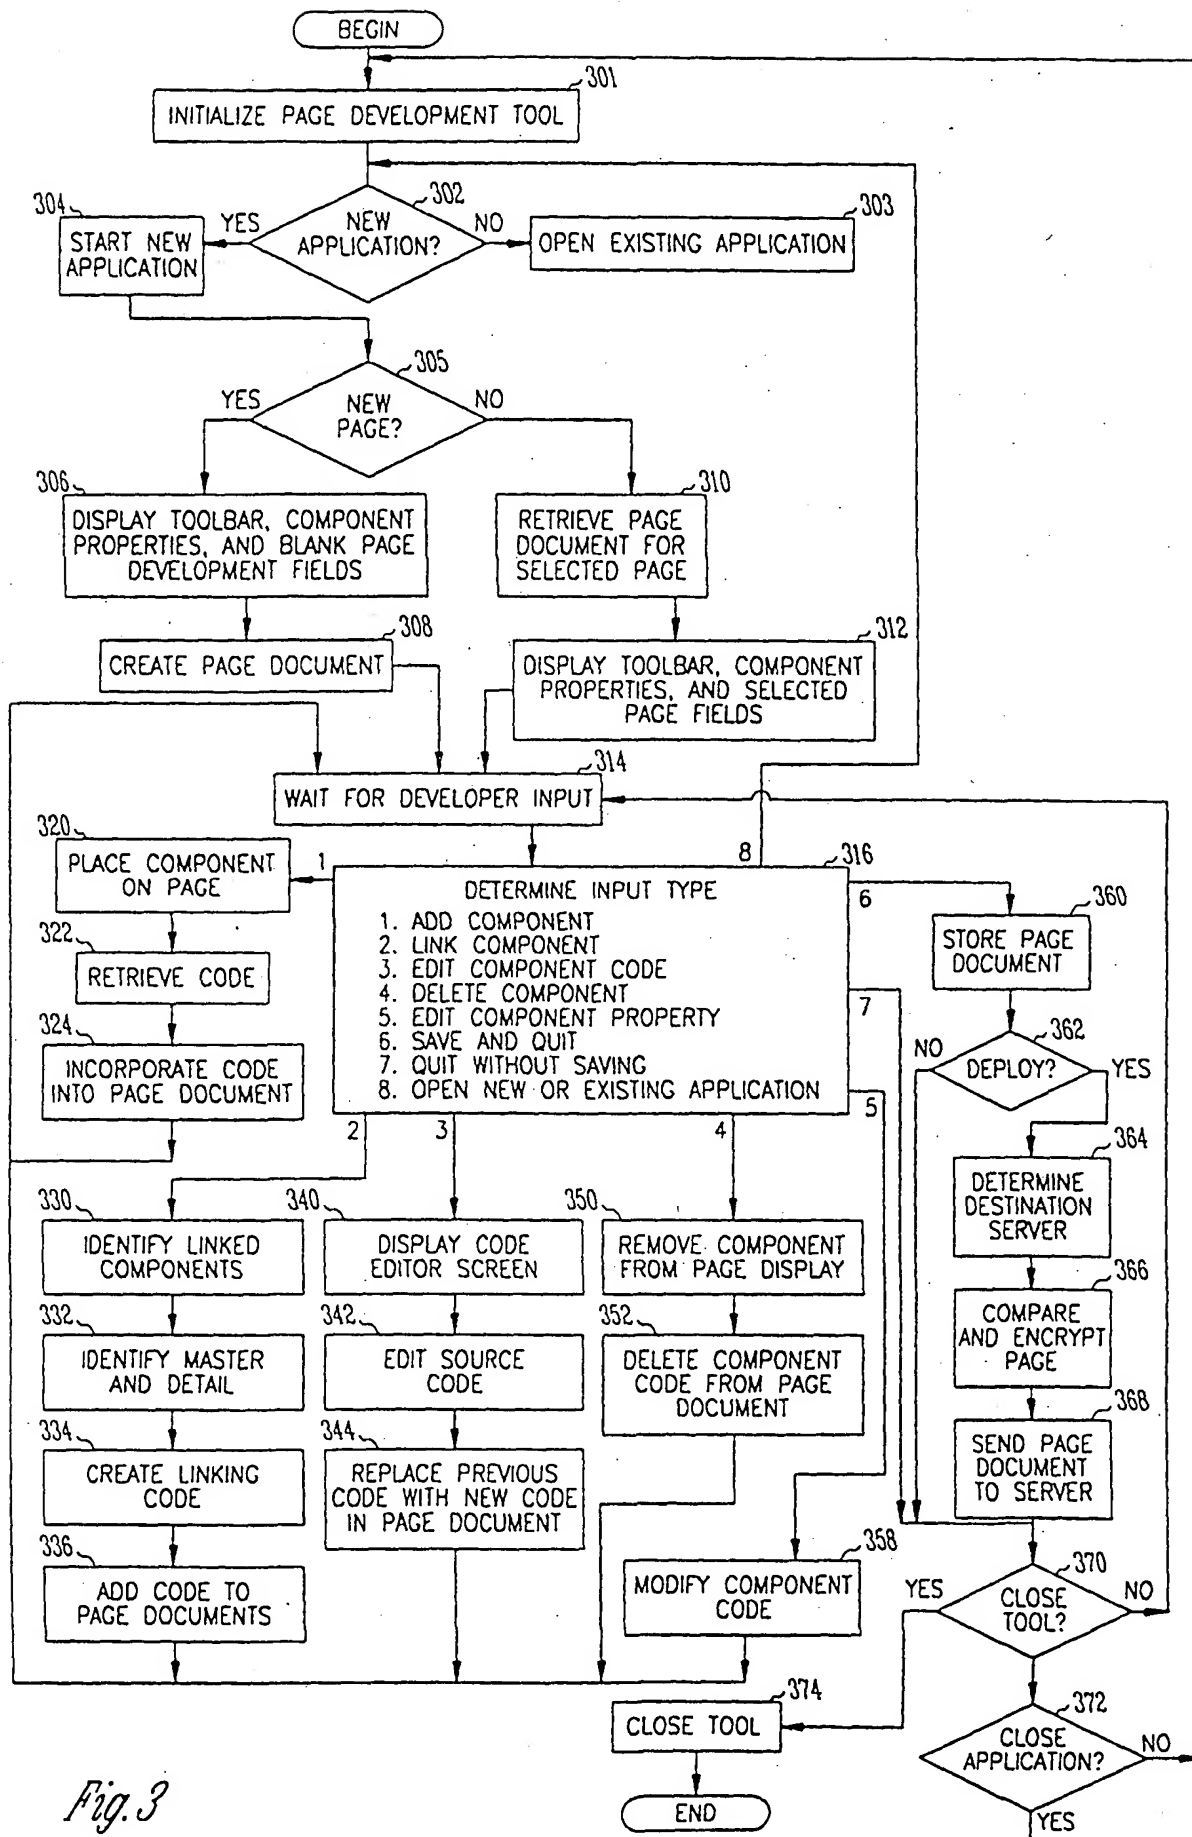 BEGIN
301
INITIALIZE PAGE DEVELOPMENT TOOL
302
304
303
YES
NEW
APPLICATION?
NO
START NEW
APPLICATION
OPEN EXISTING APPLICATION
305
YES
NEW
PAGE?
NO
306
310
DISPLAY TOOLBAR, COMPONENT
PROPERTIES, AND BLANK PAGE
DEVELOPMENT FIELDS
RETRIEVE PAGE
DOCUMENT FOR
SELECTED PAGE
308
312
CREATE PAGE DOCUMENT
DISPLAY TOOLBAR, COMPONENT
PROPERTIES, AND SELECTED
PAGE FIELDS
314
WAIT FOR DEVELOPER INPUT
320
PLACE COMPONENT
ON PAGE
1
8
316
6
DETERMINE INPUT TYPE
1. ADD COMPONENT
2. LINK COMPONENT
3. EDIT COMPONENT CODE
4. DELETE COMPONENT
5. EDIT COMPONENT PROPERTY
6. SAVE AND QUIT
7. QUIT WITHOUT SAVING
8. OPEN NEW OR EXISTING APPLICATION
7
5
2
3
4
322
RETRIEVE CODE
324
INCORPORATE CODE
INTO PAGE DOCUMENT
360
STORE PAGE
DOCUMENT
362
NO
DEPLOY?
YES
364
DETERMINE
DESTINATION
SERVER
366
COMPARE
AND ENCRYPT
PAGE
368
SEND PAGE
DOCUMENT
TO SERVER
330
IDENTIFY LINKED
COMPONENTS
332
IDENTIFY MASTER
AND DETAIL
334
CREATE LINKING
CODE
336
ADD CODE TO
PAGE DOCUMENTS
340
DISPLAY CODE
EDITOR SCREEN
342
EDIT SOURCE
CODE
344
REPLACE PREVIOUS
CODE WITH NEW CODE
IN PAGE DOCUMENT
350
REMOVE COMPONENT
FROM PAGE DISPLAY
352
DELETE COMPONENT
CODE FROM PAGE
DOCUMENT
358
MODIFY COMPONENT
CODE
370
YES
CLOSE
TOOL?
NO
374
CLOSE TOOL
372
CLOSE
APPLICATION?
NO
YES
END
Fig. 3